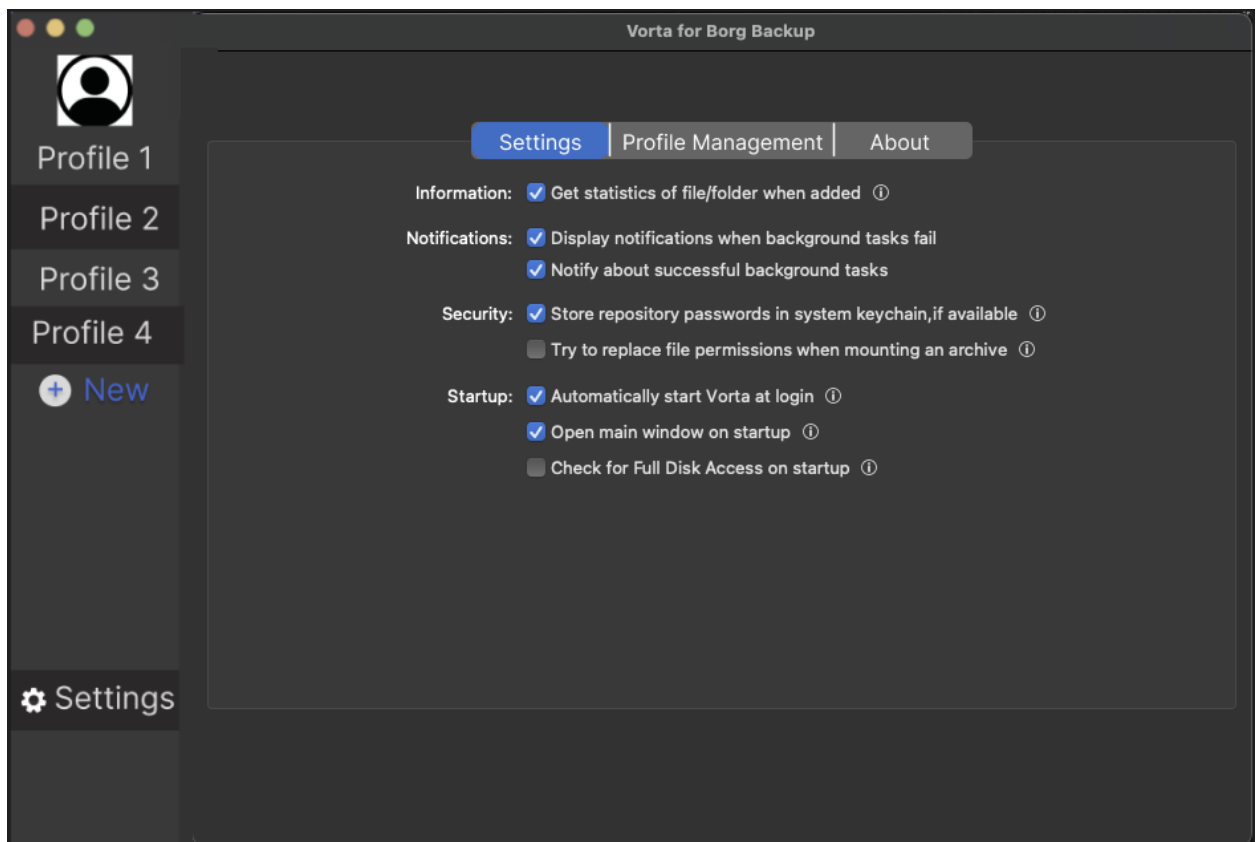 Vorta for Borg Backup
Profile 1
Profile 2
Profile 3
Profile 4
New
Settings
Settings Profile Management About
Information: Get statistics of file/folder when added
Notifications: Display notifications when background tasks fail
Notify about successful background tasks
Security: Store repository passwords in system keychain,if available
Try to replace file permissions when mounting an archive
Startup: Automatically start Vorta at login
Open main window on startup
Check for Full Disk Access on startup